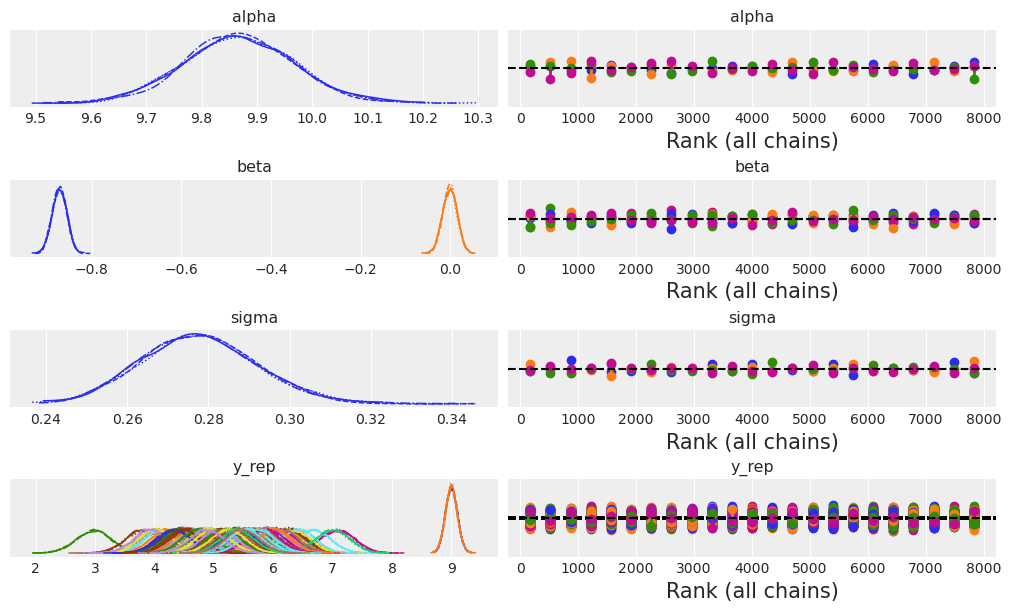 alpha alpha
9.5 9.6 9.7 9.8 9.9 10.0 10.1 10.2 10.3 0 1000 2000 3000 4000 5000 6000 7000 8000
Rank (all chains)
beta beta
−0.8 −0.6 −0.4 −0.2 0.0 0 1000 2000 3000 4000 5000 6000 7000 8000
Rank (all chains)
sigma sigma
0.24 0.26 0.28 0.30 0.32 0.34 0 1000 2000 3000 4000 5000 6000 7000 8000
Rank (all chains)
y_rep y_rep
2 3 4 5 6 7 8 9 0 1000 2000 3000 4000 5000 6000 7000 8000
Rank (all chains)